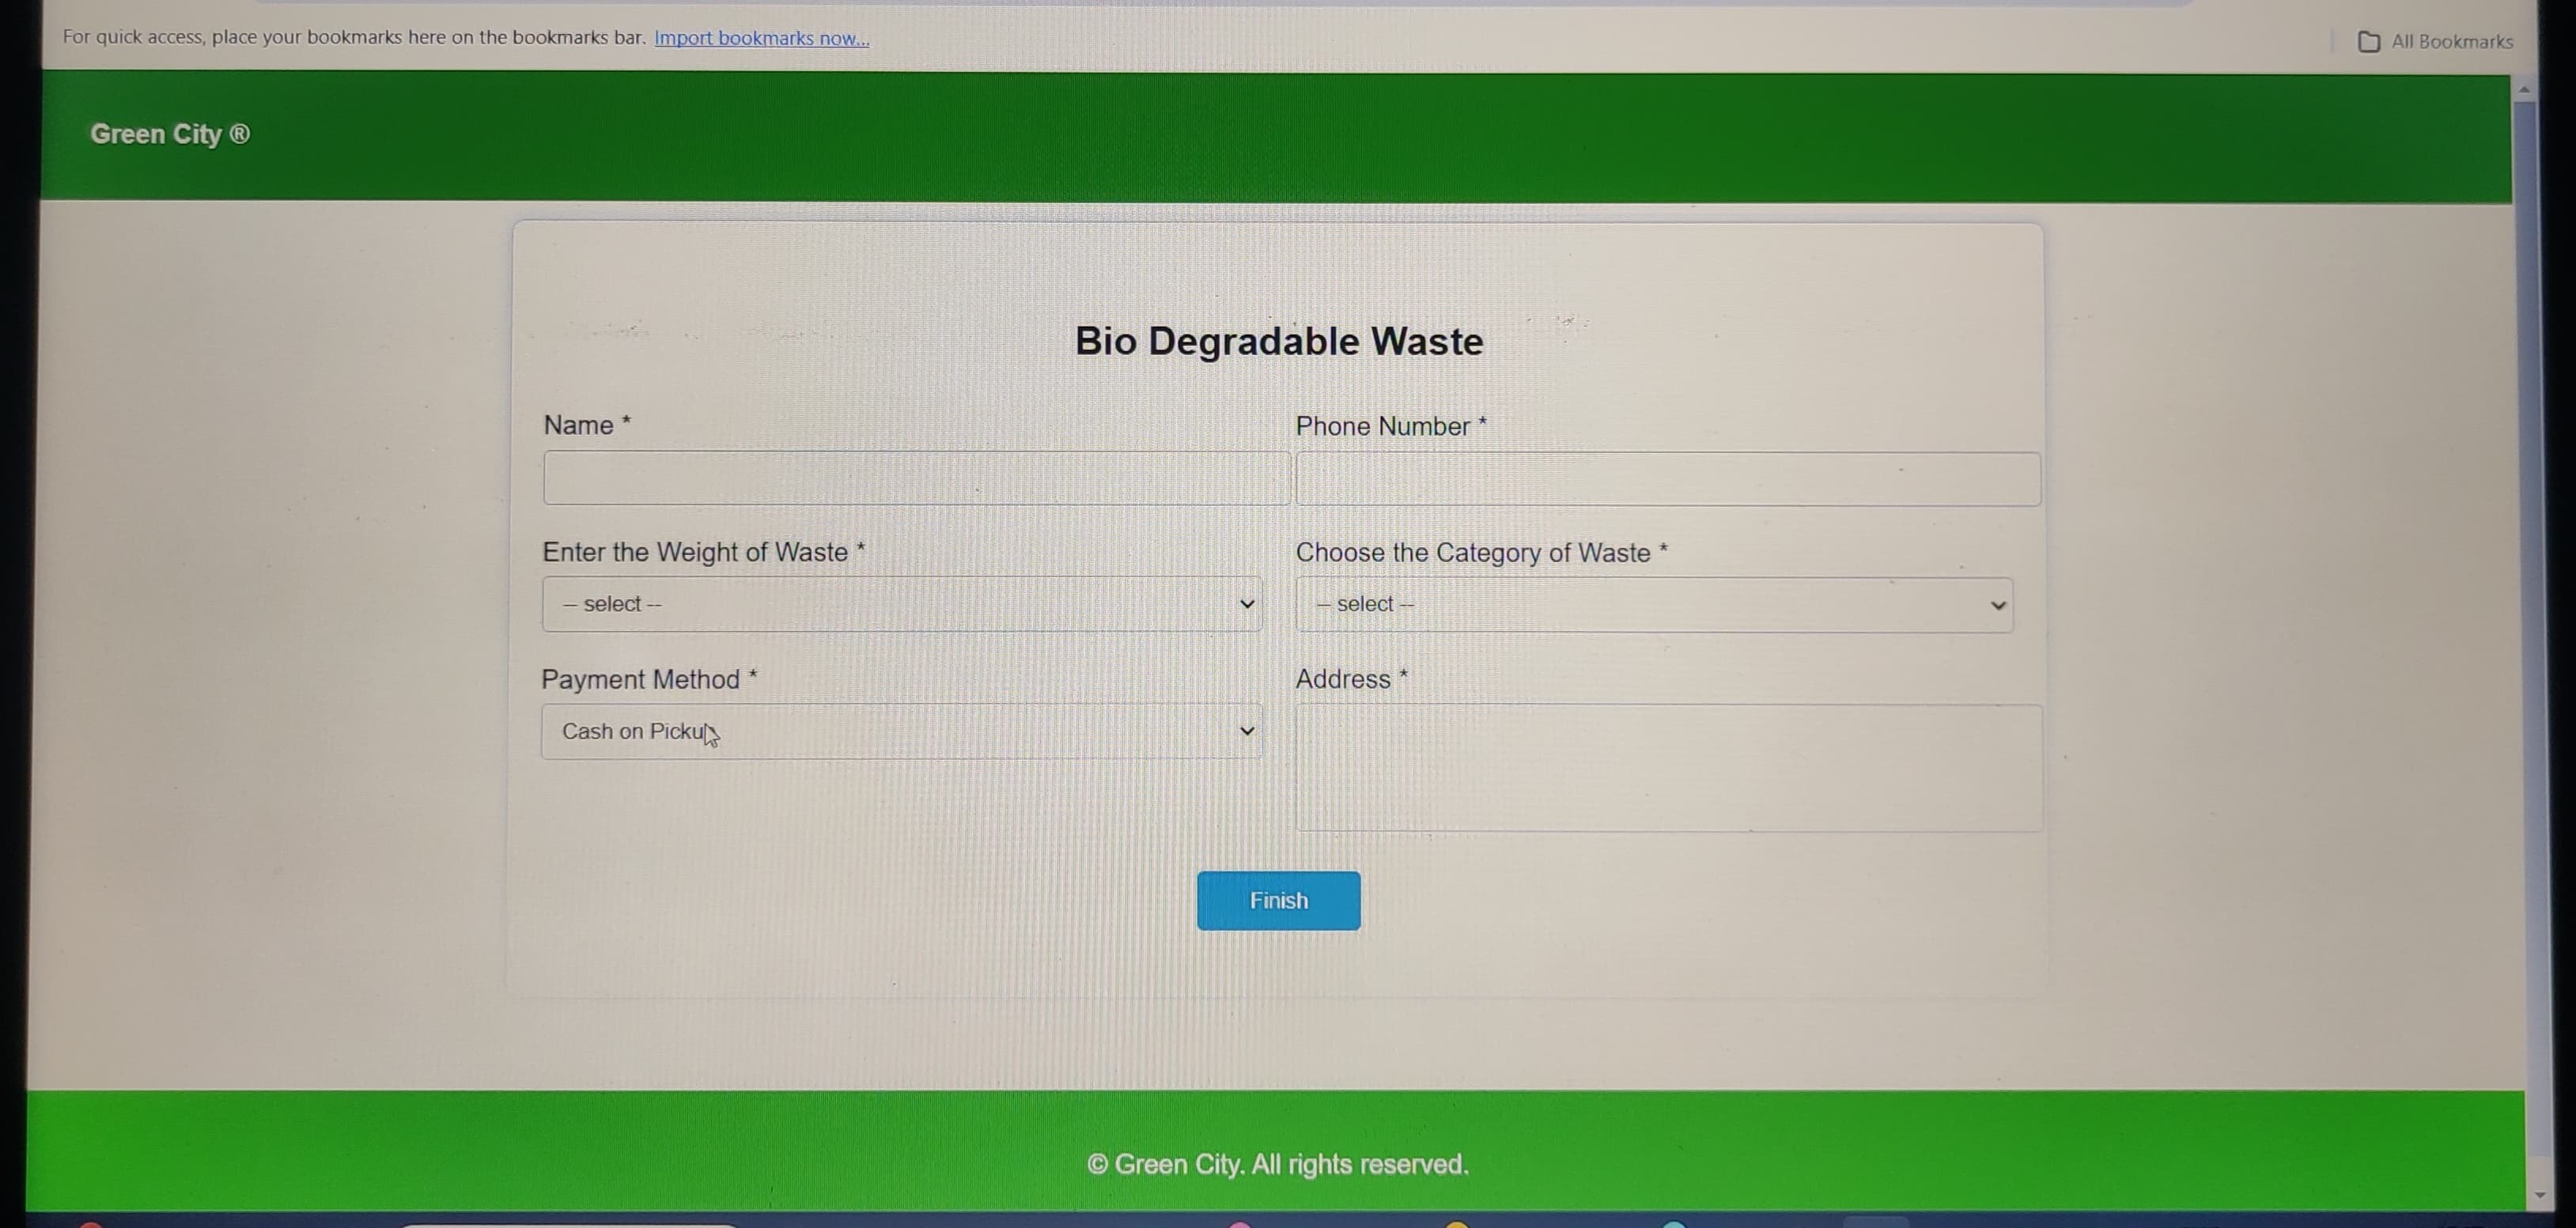 For quick access, place your bookmarks here on the bookmarks bar. Import bookmarks now...
All Bookmarks
Green City ®
Bio Degradable Waste
Name *
Phone Number *
Enter the Weight of Waste *
Choose the Category of Waste *
-- select --
-- select --
Payment Method *
Address *
Cash on Pickup
Finish
© Green City. All rights reserved.